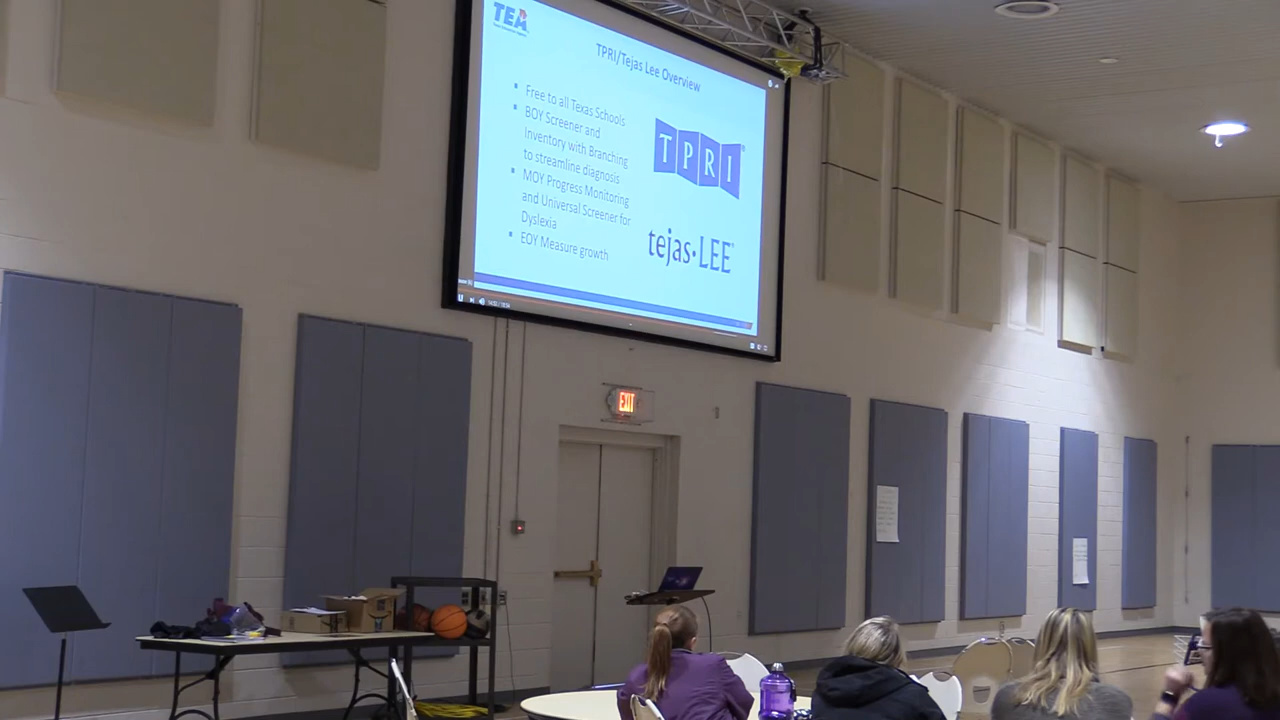 TEA
TPRI/Tejas Lee Overview
▪ Free to all Texas Schools
▪ BOY Screener and
Inventory with Branching
to streamline diagnosis
▪ MOY Progress Monitoring
and Universal Screener for
Dyslexia
▪ EOY Measure growth
TPRI®
tejas·LEE®
EXIT